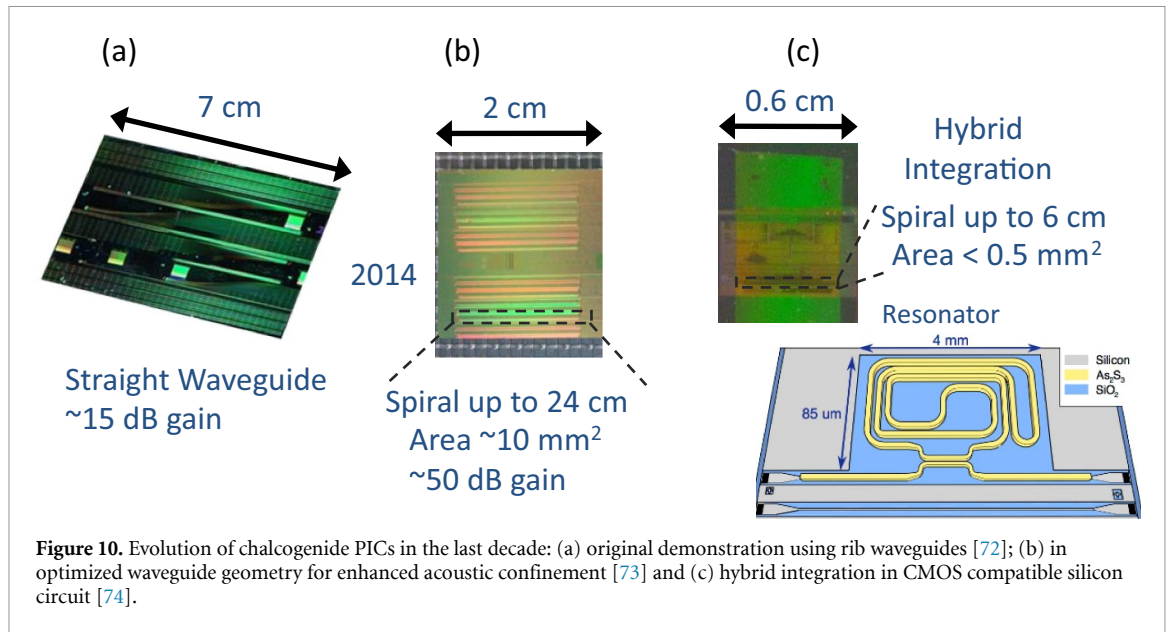 (a)
7 cm
Straight Waveguide
~15 dB gain
2014
(b)
2 cm
Spiral up to 24 cm
Area ~10 mm²
~50 dB gain
(c)
0.6 cm
Hybrid
Integration
Spiral up to 6 cm
Area < 0.5 mm²
Resonator
4 mm
85 um
Silicon
As₂S₃
SiO₂
Figure 10. Evolution of chalcogenide PICs in the last decade: (a) original demonstration using rib waveguides [72]; (b) in
optimized waveguide geometry for enhanced acoustic confinement [73] and (c) hybrid integration in CMOS compatible silicon
circuit [74].